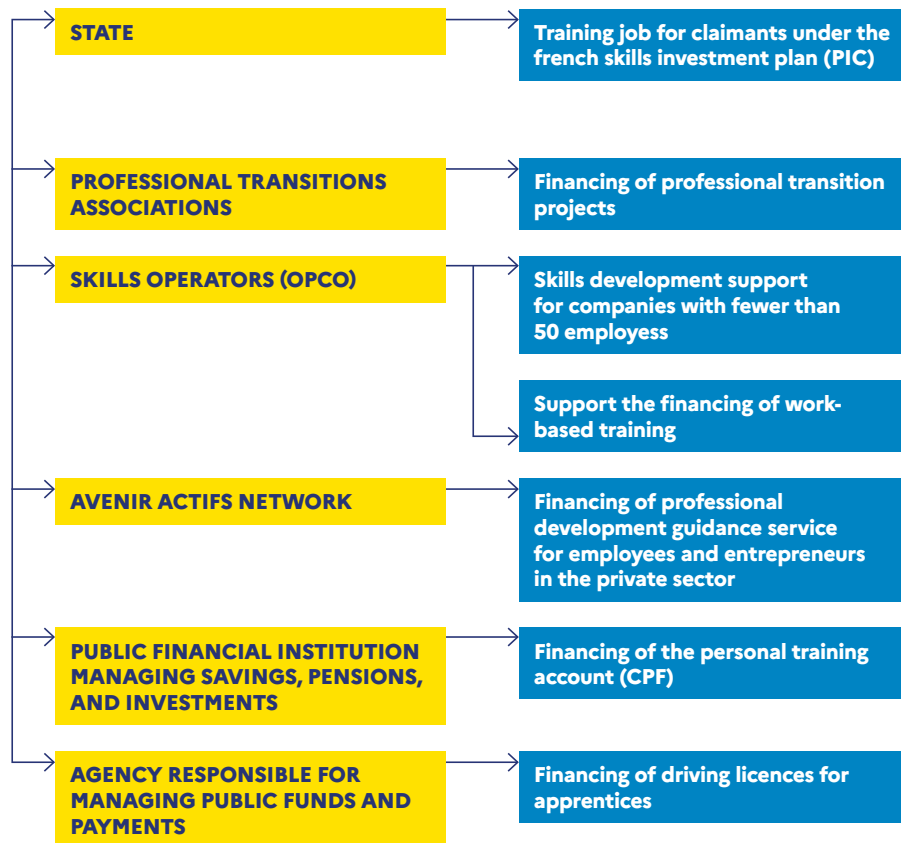 STATE
Training job for claimants under the
french skills investment plan (PIC)
PROFESSIONAL TRANSITIONS
ASSOCIATIONS
Financing of professional transition
projects
SKILLS OPERATORS (OPCO)
Skills development support
for companies with fewer than
50 employess
Support the financing of work-
based training
AVENIR ACTIFS NETWORK
Financing of professional
development guidance service
for employees and entrepreneurs
in the private sector
PUBLIC FINANCIAL INSTITUTION
MANAGING SAVINGS, PENSIONS,
AND INVESTMENTS
Financing of the personal training
account (CPF)
AGENCY RESPONSIBLE FOR
MANAGING PUBLIC FUNDS AND
PAYMENTS
Financing of driving licences for
apprentices